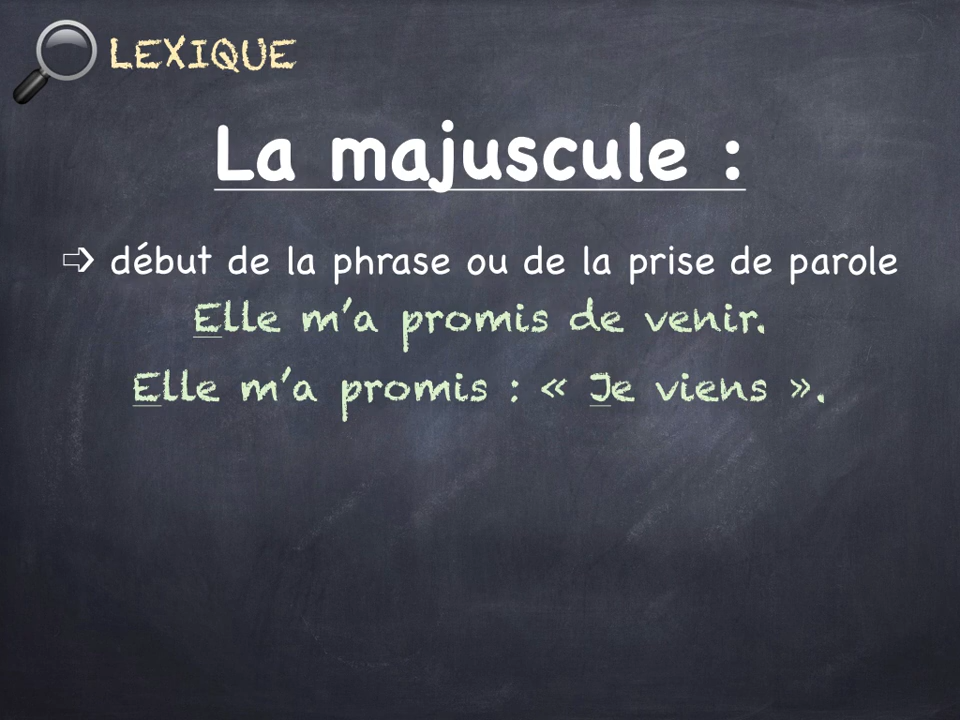 LEXIQUE
La majuscule :
➩ début de la phrase ou de la prise de parole
Elle m’a promis de venir.
Elle m’a promis : « Je viens ».